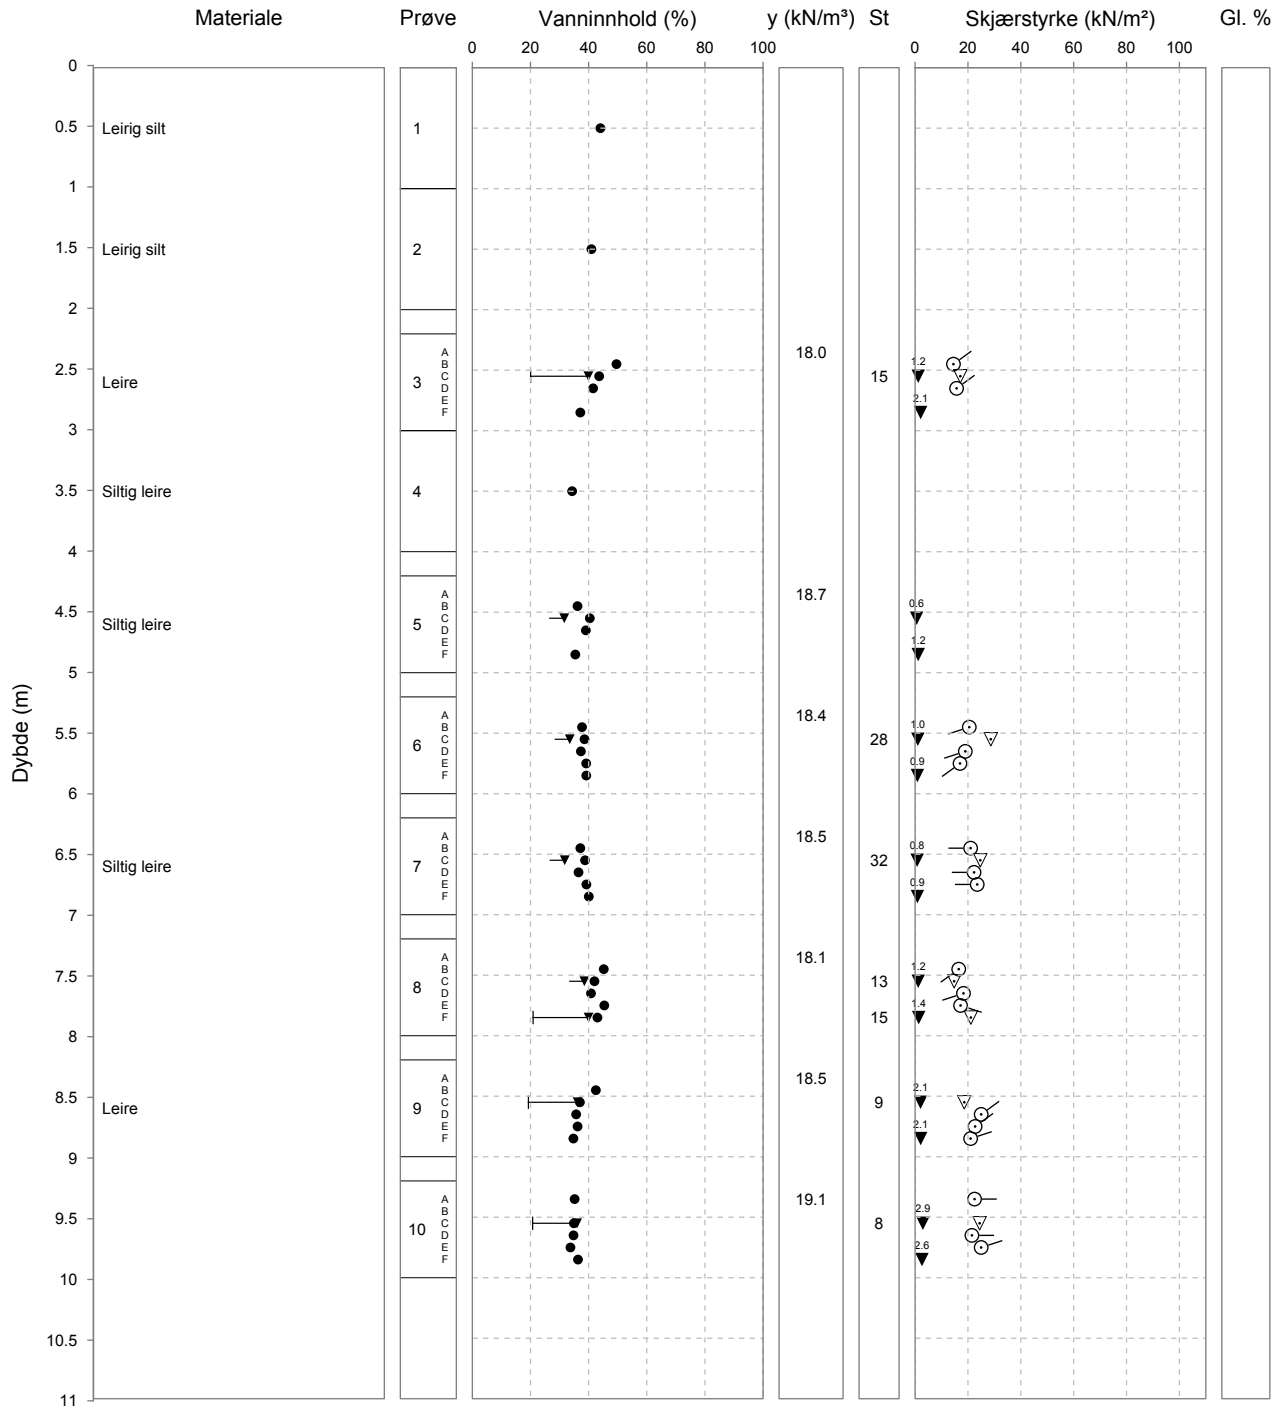 Materiale Prøve Vanninnhold (%) y (kN/m³) St Skjærstyrke (kN/m²) Gl. %
0 20 40 60 80 100 0 20 40 60 80 100
Dybde (m)
0
0.5 Leirig silt 1
1
1.5 Leirig silt 2
2
A 18.0
B 1.2
2.5 Leire 3 C 15
D
E 2.1
F
3
3.5 Siltig leire 4
4
A 18.7
B 0.6
4.5 Siltig leire 5 C
D
E 1.2
F
5
A 18.4
B 1.0
5.5 6 C 28
D
E 0.9
F
6
A 18.5
B 0.8
6.5 Siltig leire 7 C 32
D
E 0.9
F
7
A 18.1
B 1.2
7.5 8 C 13
D
E 1.4
F 15
8
A 18.5
B 2.1
8.5 Leire 9 C 9
D
E 2.1
F
9
A 19.1
B 2.9
9.5 10 C 8
D
E 2.6
F
10
10.5
11